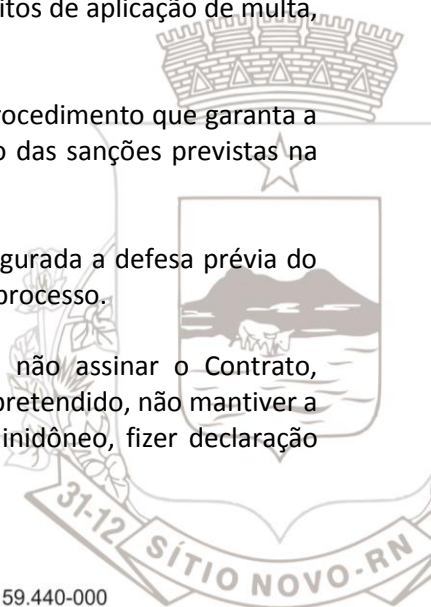 itos de aplicação de multa,
rocedimento que garanta a
o das sanções previstas na
gurada a defesa prévia do
processo.
não assinar o Contrato,
pretendido, não mantiver a
inidôneo, fizer declaração
31-12 SÍTIO NOVO-RN
59.440-000